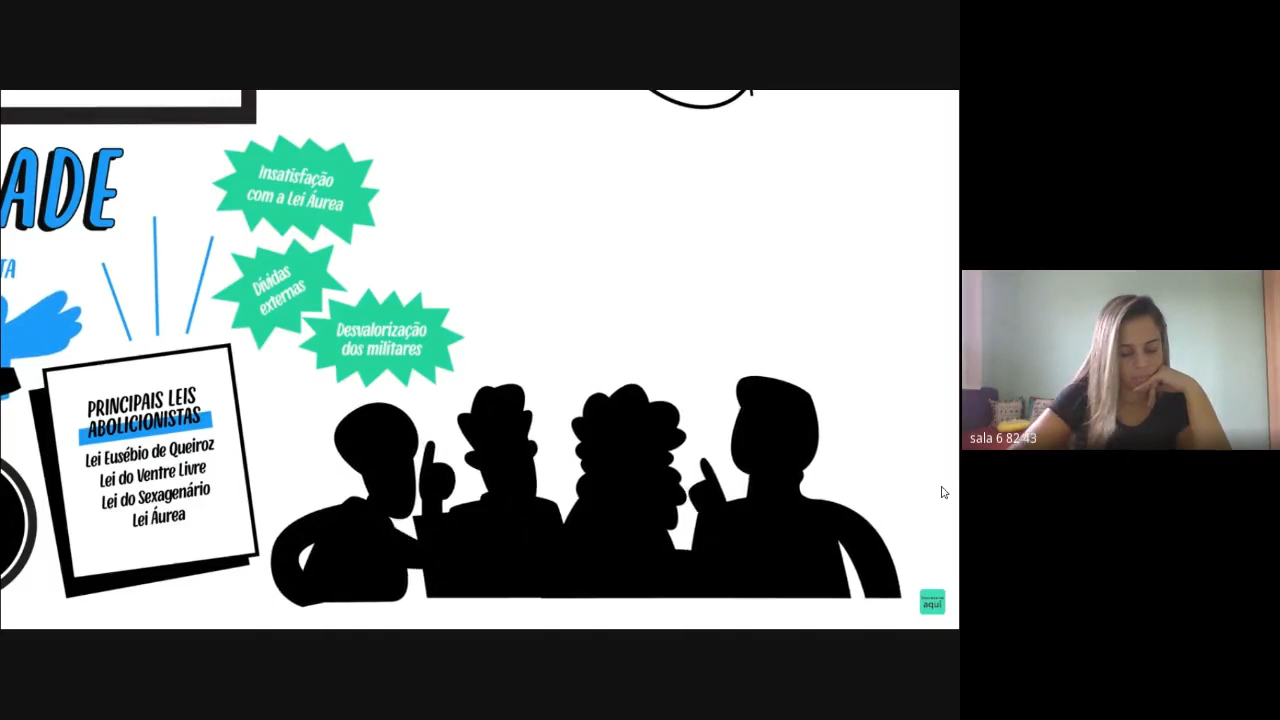 ADE
TA
Insatisfação
com a Lei Áurea
Dívidas
externas
Desvalorização
dos militares
PRINCIPAIS LEIS
ABOLICIONISTAS
Lei Eusébio de Queiroz
Lei do Ventre Livre
Lei do Sexagenário
Lei Áurea
aqui
sala 6 82 43